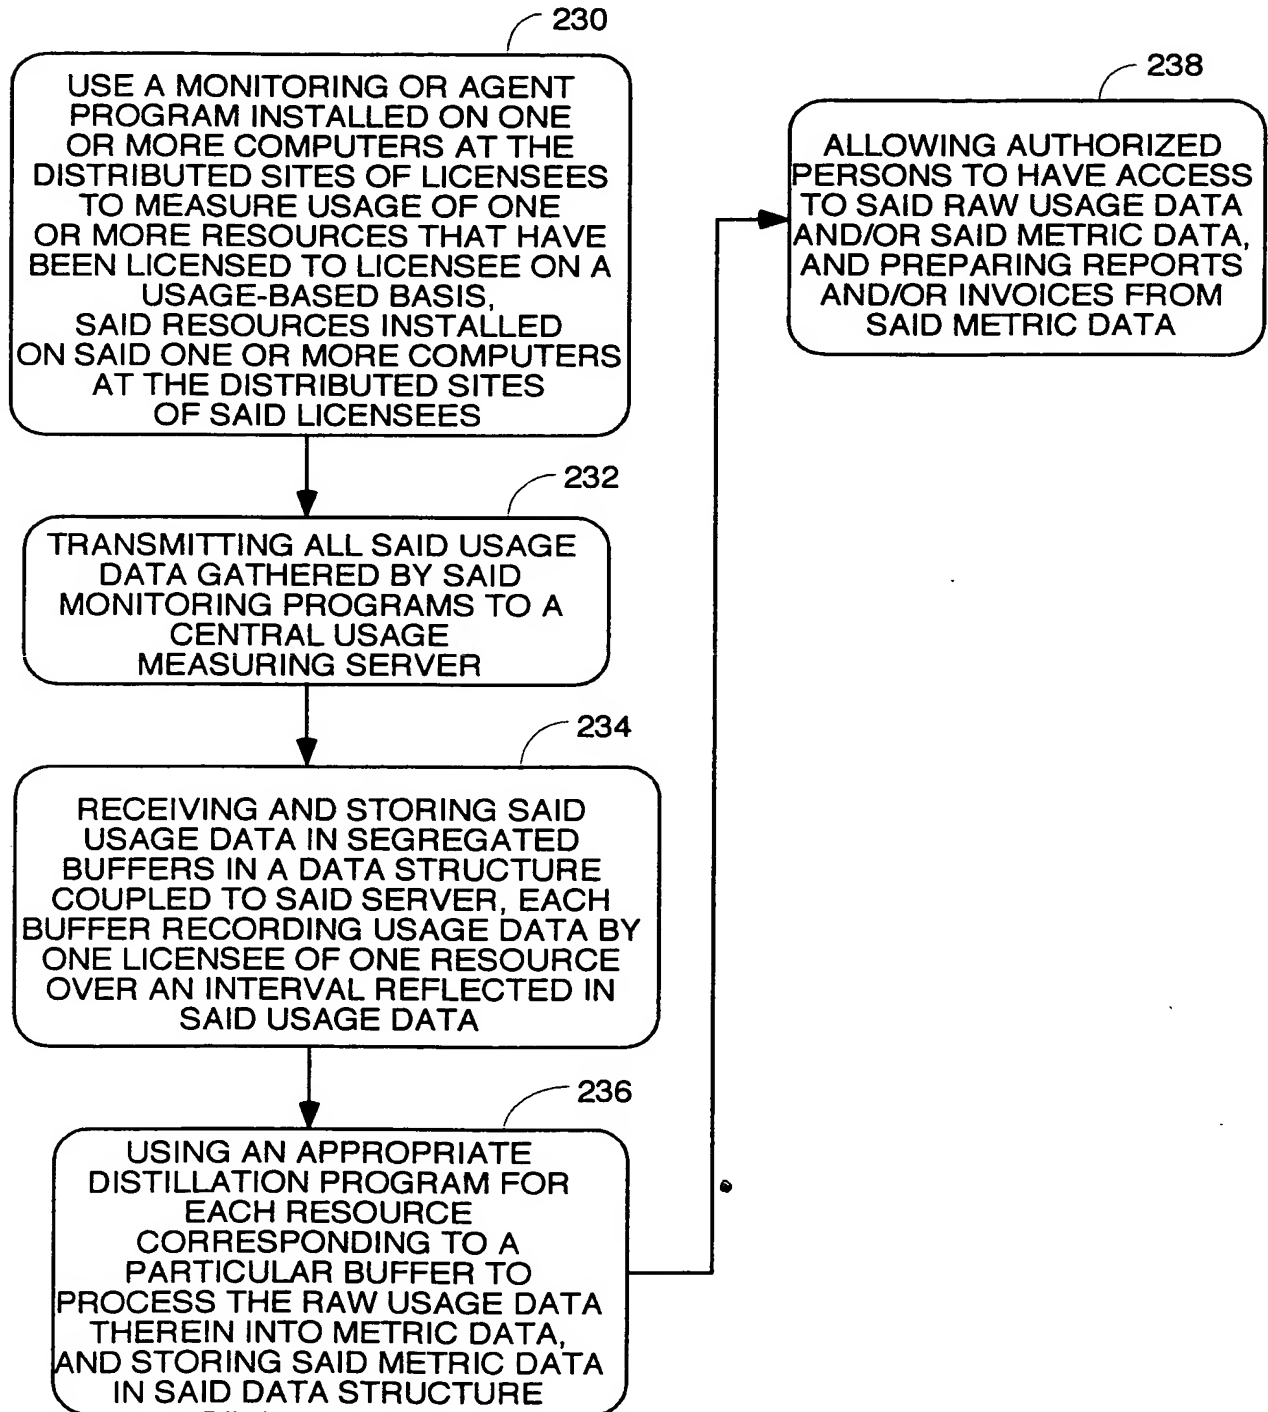 230
USE A MONITORING OR AGENT
PROGRAM INSTALLED ON ONE
OR MORE COMPUTERS AT THE
DISTRIBUTED SITES OF LICENSEES
TO MEASURE USAGE OF ONE
OR MORE RESOURCES THAT HAVE
BEEN LICENSED TO LICENSEE ON A
USAGE-BASED BASIS,
SAID RESOURCES INSTALLED
ON SAID ONE OR MORE COMPUTERS
AT THE DISTRIBUTED SITES
OF SAID LICENSEES
232
TRANSMITTING ALL SAID USAGE
DATA GATHERED BY SAID
MONITORING PROGRAMS TO A
CENTRAL USAGE
MEASURING SERVER
234
RECEIVING AND STORING SAID
USAGE DATA IN SEGREGATED
BUFFERS IN A DATA STRUCTURE
COUPLED TO SAID SERVER, EACH
BUFFER RECORDING USAGE DATA BY
ONE LICENSEE OF ONE RESOURCE
OVER AN INTERVAL REFLECTED IN
SAID USAGE DATA
236
USING AN APPROPRIATE
DISTILLATION PROGRAM FOR
EACH RESOURCE
CORRESPONDING TO A
PARTICULAR BUFFER TO
PROCESS THE RAW USAGE DATA
THEREIN INTO METRIC DATA,
AND STORING SAID METRIC DATA
IN SAID DATA STRUCTURE
238
ALLOWING AUTHORIZED
PERSONS TO HAVE ACCESS
TO SAID RAW USAGE DATA
AND/OR SAID METRIC DATA,
AND PREPARING REPORTS
AND/OR INVOICES FROM
SAID METRIC DATA